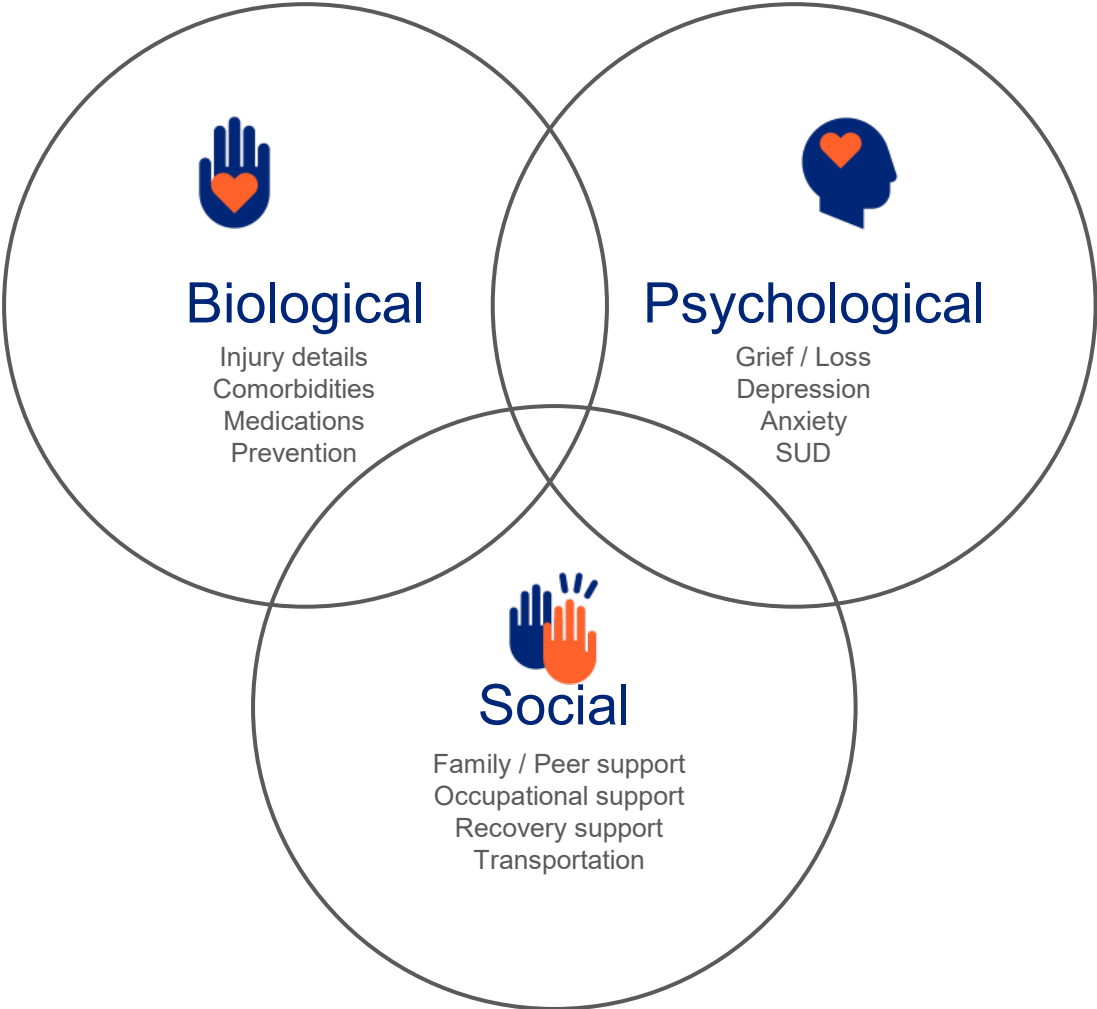 Biological
Injury details
Comorbidities
Medications
Prevention
Psychological
Grief / Loss
Depression
Anxiety
SUD
Social
Family / Peer support
Occupational support
Recovery support
Transportation